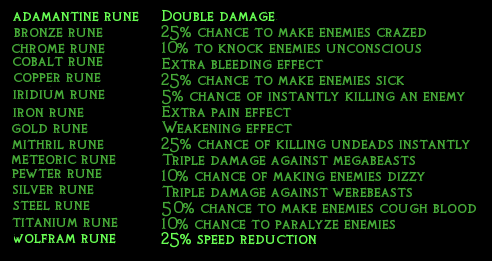 Adamantine rune Double damage
Bronze rune 25% chance to make enemies crazed
Chrome rune 10% to knock enemies unconscious
Cobalt rune Extra bleeding effect
Copper rune 25% chance to make enemies sick
Iridium rune 5% chance of instantly killing an enemy
Iron rune Extra pain effect
Gold rune Weakening effect
Mithril rune 25% chance of killing undeads instantly
Meteoric rune Triple damage against megabeasts
Pewter rune 10% chance of making enemies dizzy
Silver rune Triple damage against werebeasts
Steel rune 50% chance to make enemies cough blood
Titanium rune 10% chance to paralyze enemies
Wolfram rune 25% speed reduction